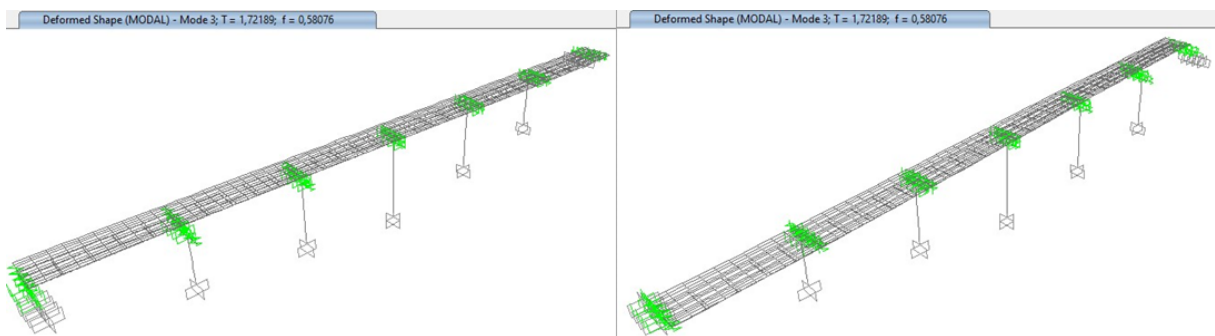 Deformed Shape (MODAL) - Mode 3; T = 1,72189; f = 0,58076
Deformed Shape (MODAL) - Mode 3; T = 1,72189; f = 0,58076